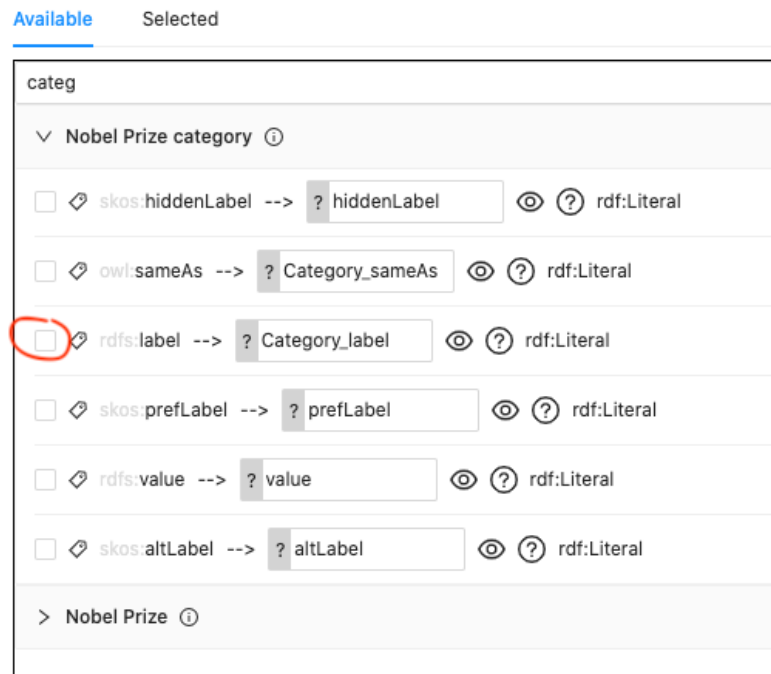 Available Selected
categ
Nobel Prize category
skos:hiddenLabel --> ? hiddenLabel ? rdf:Literal
owl:sameAs --> ? Category_sameAs ? rdf:Literal
rdfs:label --> ? Category_label ? rdf:Literal
skos:prefLabel --> ? prefLabel ? rdf:Literal
rdfs:value --> ? value ? rdf:Literal
skos:altLabel --> ? altLabel ? rdf:Literal
Nobel Prize